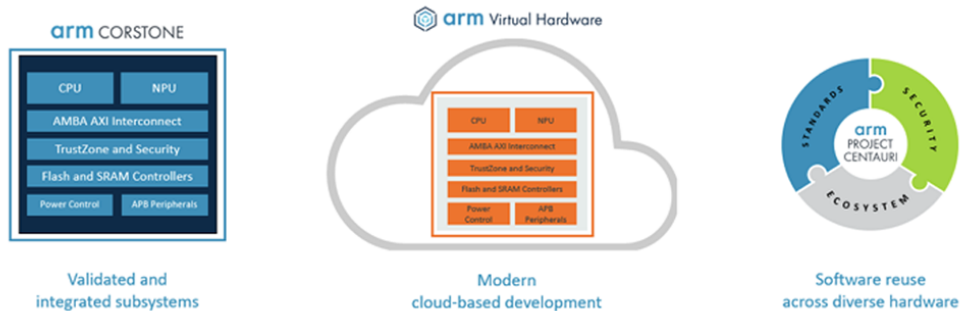 arm CORSTONE
CPU NPU
AMBA AXI Interconnect
TrustZone and Security
Flash and SRAM Controllers
Power Control APB Peripherals
Validated and
integrated subsystems
arm Virtual Hardware
CPU NPU
AMBA AXI Interconnect
TrustZone and Security
Flash and SRAM Controllers
Power APB
Control Peripherals
Modern
cloud-based development
STANDARDS
SECURITY
arm
PROJECT
CENTAURI
ECOSYSTEM
Software reuse
across diverse hardware